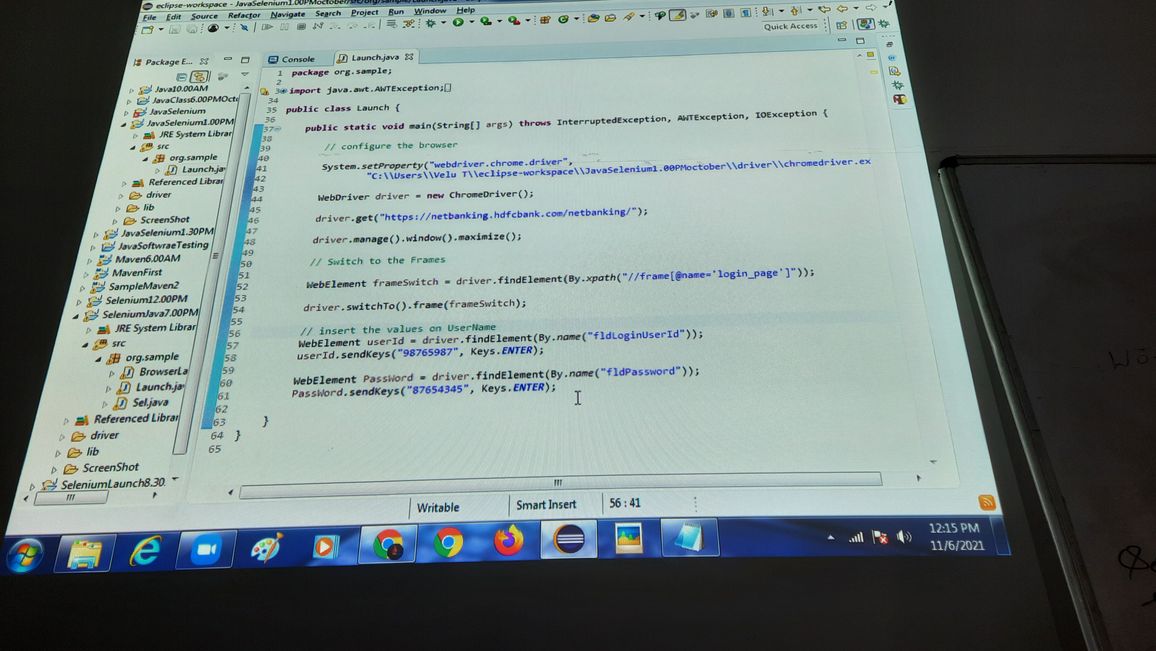 eclipse-workspace - JavaSelenium1.00PMoctober/src/org/sample/Launch.java
File Edit Source Refactor Navigate Search Project Run Window Help
Quick Access
Package E...
Console
Launch.java
Java10.00AM
JavaClass6.00PMOcto
JavaSelenium
JavaSelenium1.00PM
JRE System Librar
src
org.sample
Launch.ja
Referenced Librar
driver
lib
ScreenShot
JavaSelenium1.30PM
JavaSoftwraeTesting
Maven6.00AM
MavenFirst
SampleMaven2
Selenium12.00PM
SeleniumJava7.00PM
JRE System Librar
src
org.sample
BrowserLa
Launch.ja
Sel.java
Referenced Librar
driver
lib
ScreenShot
SeleniumLaunch8.30
1 package org.sample;
2
3 import java.awt.AWTException;
34
35 public class Launch {
36
37 public static void main(String[] args) throws InterruptedException, AWTException, IOException {
38
39 // configure the browser
40
41 System.setProperty("webdriver.chrome.driver",
42 "C:\\Users\\Velu T\\eclipse-workspace\\JavaSelenium1.00PMoctober\\driver\\chromedriver.ex
43
44 WebDriver driver = new ChromeDriver();
45
46 driver.get("https://netbanking.hdfcbank.com/netbanking/");
47
48 driver.manage().window().maximize();
49
50 // Switch to the Frames
51
52 WebElement frameSwitch = driver.findElement(By.xpath("//frame[@name='login_page']"));
53
54 driver.switchTo().frame(frameSwitch);
55
56 // insert the values on UserName
57 WebElement userId = driver.findElement(By.name("fldLoginUserId"));
58 userId.sendKeys("98765987", Keys.ENTER);
59
60 WebElement PassWord = driver.findElement(By.name("fldPassword"));
61 PassWord.sendKeys("87654345", Keys.ENTER);
62
63 }
64 }
65
Writable
Smart Insert
56 : 41
12:15 PM
11/6/2021